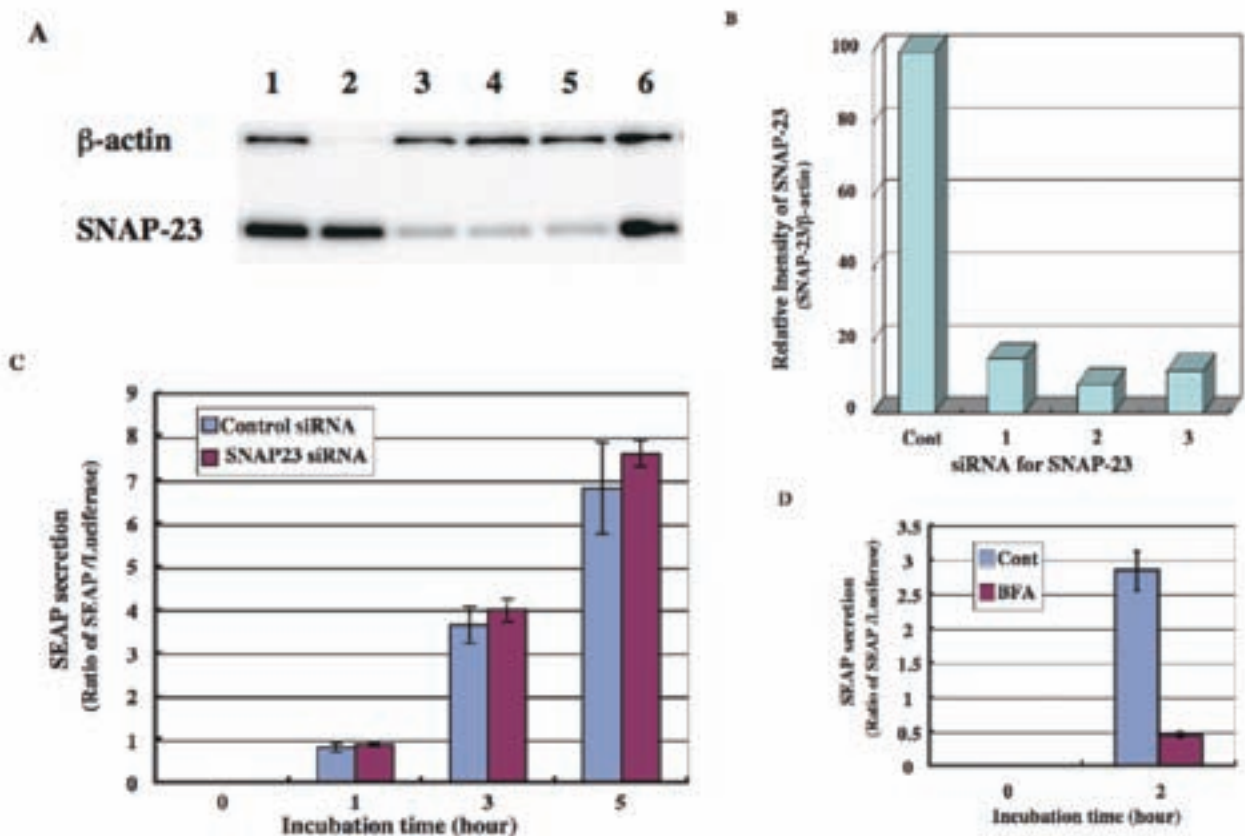 A
1 2 3 4 5 6
β-actin
SNAP-23
B
Relative inensity of SNAP-23
(SNAP-23/β-actin)
100
80
60
40
20
0
Cont 1 2 3
siRNA for SNAP-23
C
SEAP secretion
(Ratio of SEAP /Luciferase)
9
8
7
6
5
4
3
2
1
0
Control siRNA
SNAP23 siRNA
0 1 3 5
Incubation time (hour)
D
SEAP secretion
(Ratio of SEAP /Luciferase)
3.5
3
2.5
2
1.5
1
0.5
0
Cont
BFA
0 2
Incubation time (hour)